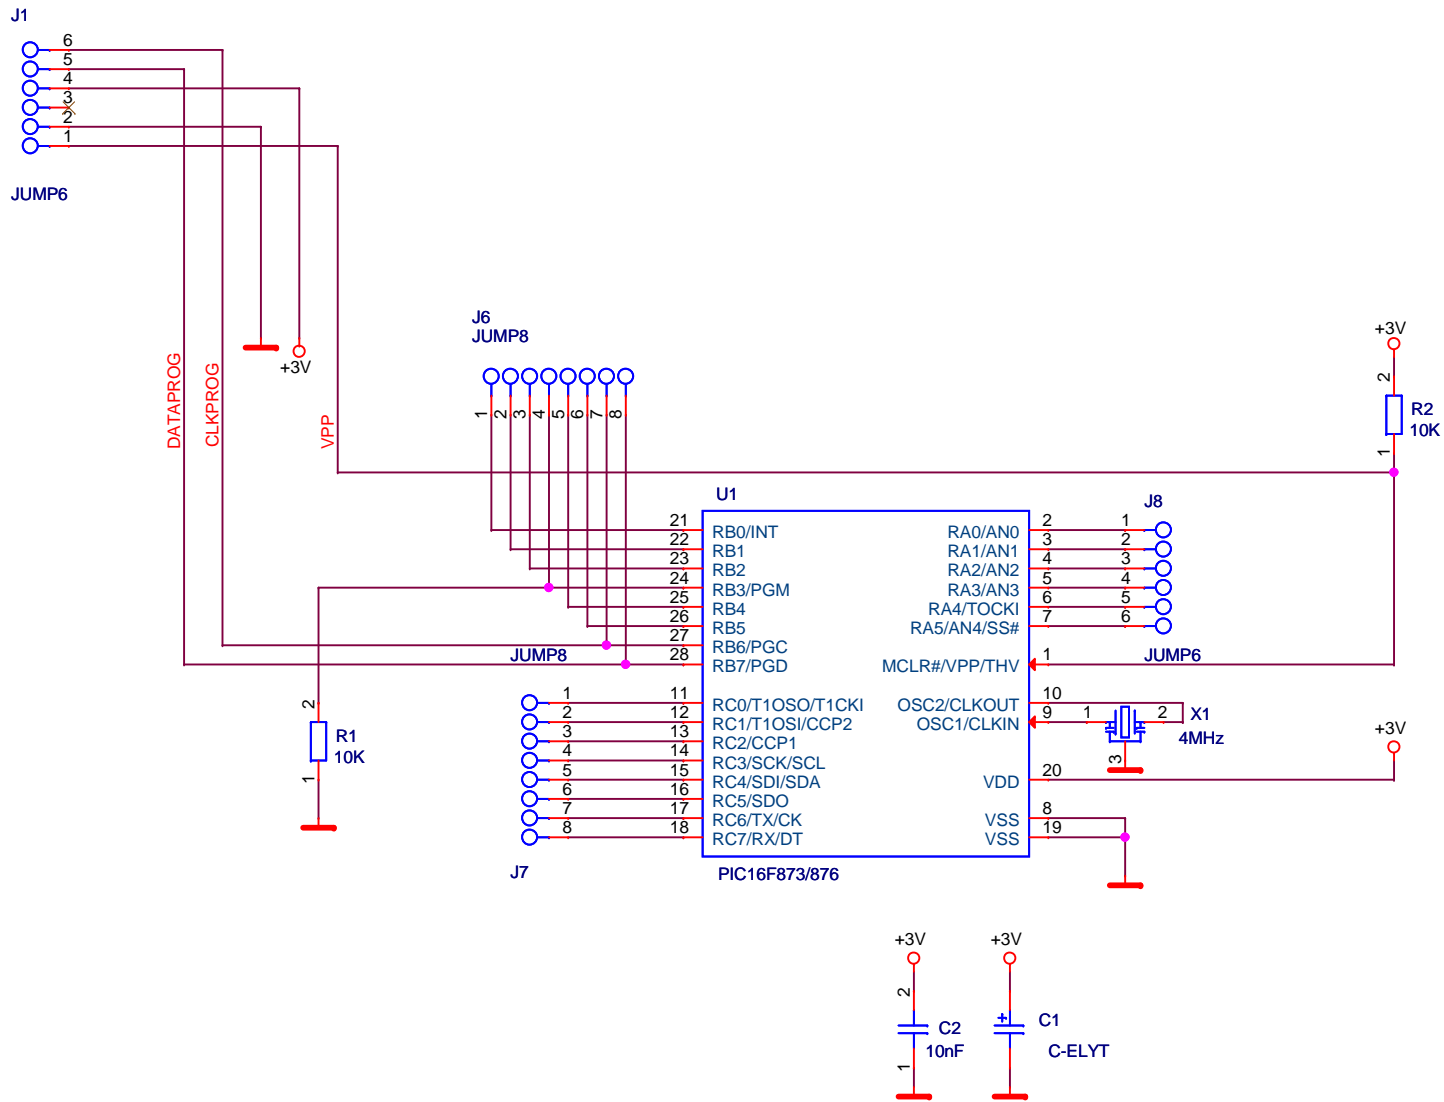 J1
6
5
4
3
2
1
JUMP6
DATAPROG
CLKPROG
VPP
+3V
J6
JUMP8
1
2
3
4
5
6
7
8
+3V
2
R2
10K
1
U1
J8
21 RB0/INT RA0/AN0 2 1
22 RB1 RA1/AN1 3 2
23 RB2 RA2/AN2 4 3
24 RB3/PGM RA3/AN3 5 4
25 RB4 RA4/TOCKI 6 5
26 RB5 RA5/AN4/SS# 7 6
27 RB6/PGC
JUMP8 28 RB7/PGD MCLR#/VPP/THV 1 JUMP6
1 11 RC0/T1OSO/T1CKI OSC2/CLKOUT 10
2 12 RC1/T1OSI/CCP2 OSC1/CLKIN 9 1 2 X1
3 13 RC2/CCP1 4MHz
4 14 RC3/SCK/SCL 3
5 15 RC4/SDI/SDA VDD 20 +3V
6 16 RC5/SDO
7 17 RC6/TX/CK VSS 8
8 18 RC7/RX/DT VSS 19
J7
PIC16F873/876
2
R1
10K
1
+3V
2
C2
10nF
1
+3V
+
C1
C-ELYT